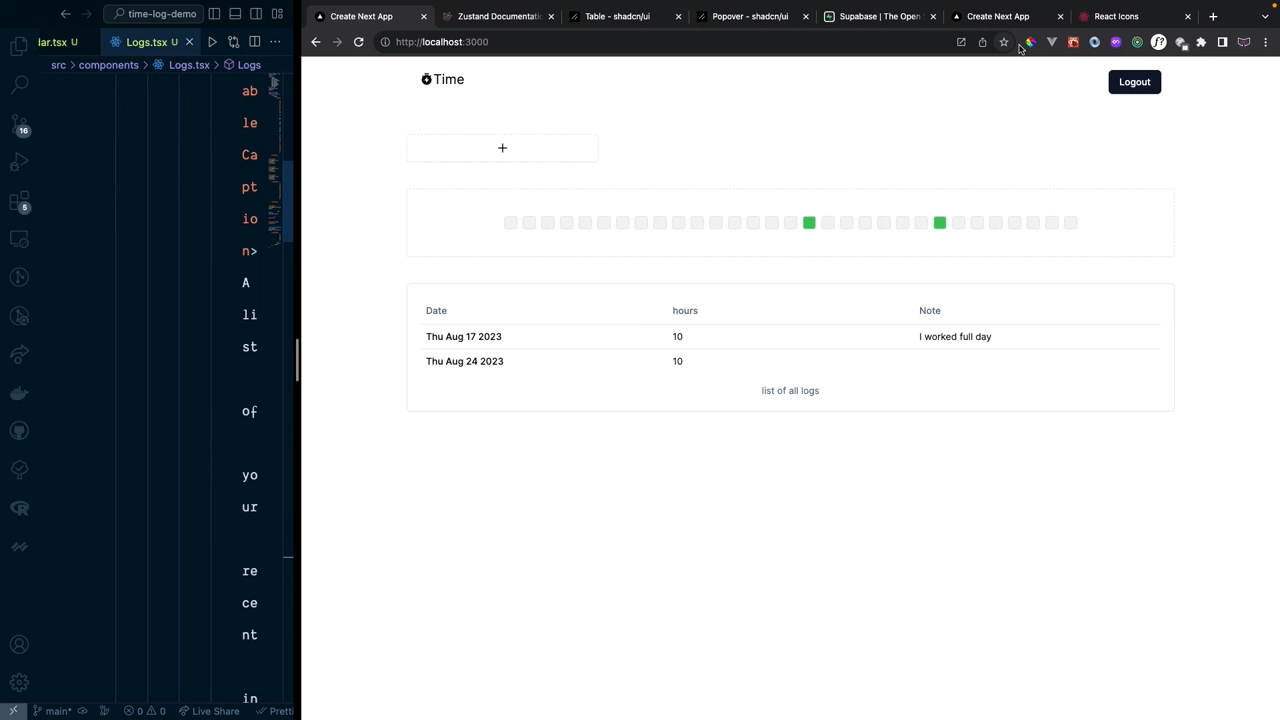 time-log-demo
lar.tsx U
Logs.tsx U
src > components > Logs.tsx > Logs
ab
le
Ca
pt
io
n>
A
li
st
of
yo
ur
re
ce
nt
in
16
5
main*
0 0
Live Share
Pretti
Create Next App
Zustand Documentatio
Table - shadcn/ui
Popover - shadcn/ui
Supabase | The Open
Create Next App
React Icons
http://localhost:3000
Time
Logout
+
Date hours Note
Thu Aug 17 2023 10 I worked full day
Thu Aug 24 2023 10
list of all logs